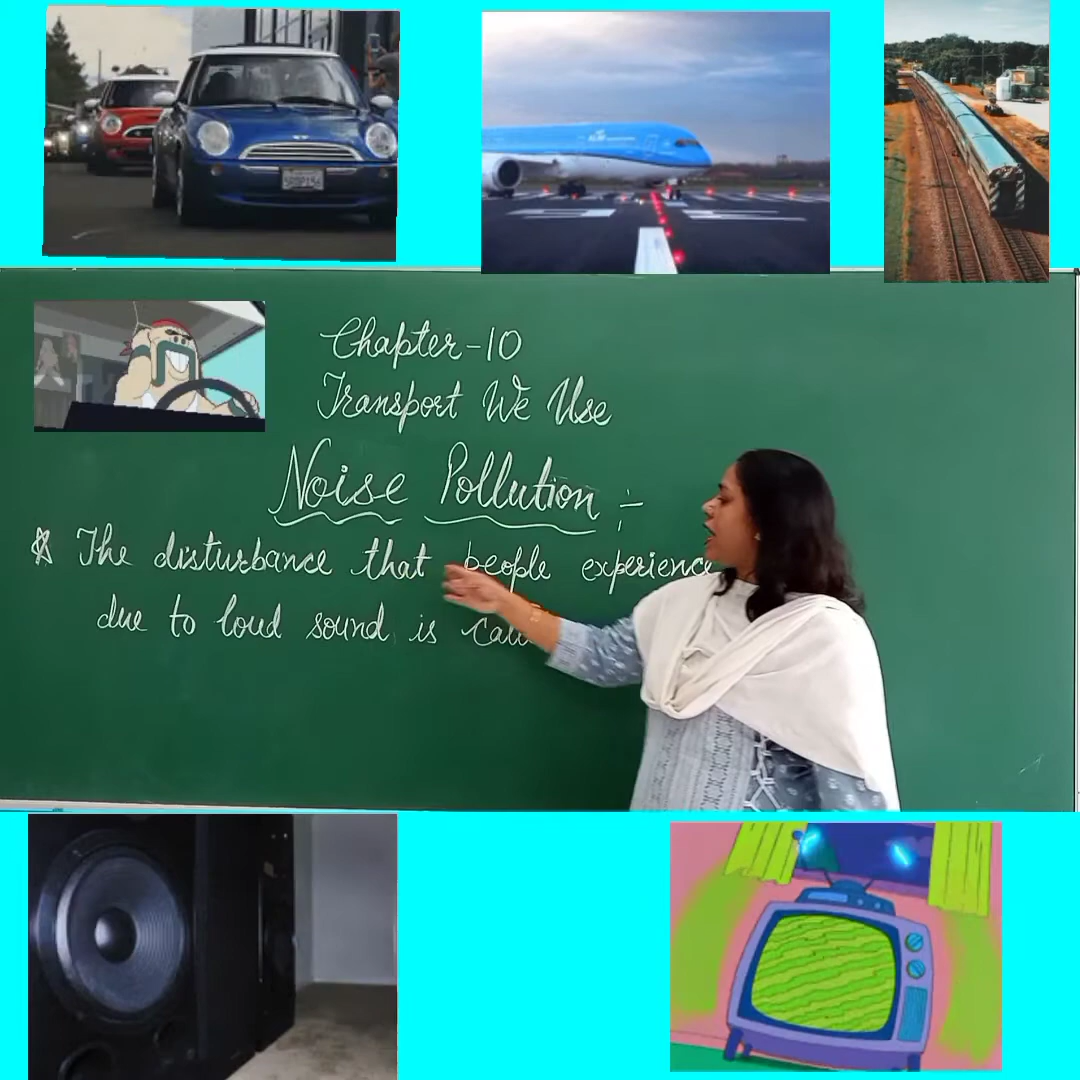 Chapter-10
Transport We Use
Noise Pollution :-
The disturbance that people experience
due to loud sound is